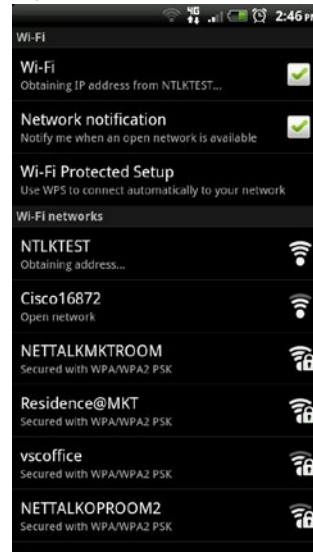 4G 2:46 PM
Wi-Fi
Wi-Fi
Obtaining IP address from NTLKTEST...
Network notification
Notify me when an open network is available
Wi-Fi Protected Setup
Use WPS to connect automatically to your network
Wi-Fi networks
NTLKTEST
Obtaining address...
Cisco16872
Open network
NETTALKMKTROOM
Secured with WPA/WPA2 PSK
Residence@MKT
Secured with WPA/WPA2 PSK
vscoffice
Secured with WPA/WPA2 PSK
NETTALKOPROOM2
Secured with WPA/WPA2 PSK